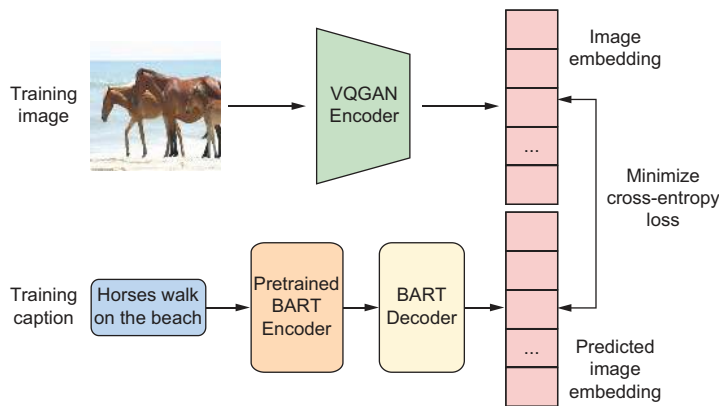 Training
image
VQGAN
Encoder
Image
embedding
...
Minimize
cross-entropy
loss
Training
caption
Horses walk
on the beach
Pretrained
BART
Encoder
BART
Decoder
...
Predicted
image
embedding